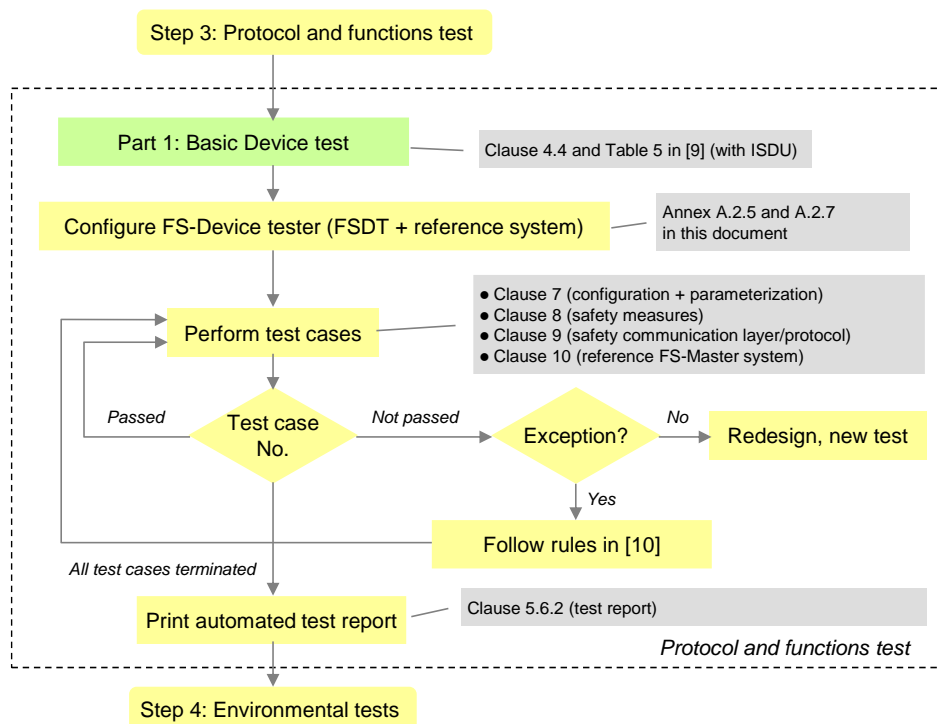 Step 3: Protocol and functions test
Part 1: Basic Device test
Clause 4.4 and Table 5 in [9] (with ISDU)
Configure FS-Device tester (FSDT + reference system)
Annex A.2.5 and A.2.7
in this document
Perform test cases
● Clause 7 (configuration + parameterization)
● Clause 8 (safety measures)
● Clause 9 (safety communication layer/protocol)
● Clause 10 (reference FS-Master system)
Passed
Test case
No.
Not passed
Exception?
No
Redesign, new test
Yes
Follow rules in [10]
All test cases terminated
Print automated test report
Clause 5.6.2 (test report)
Protocol and functions test
Step 4: Environmental tests